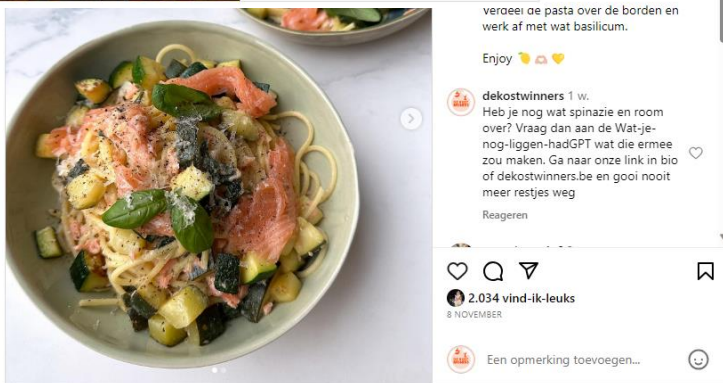 verdeel de pasta over de borden en
werk af met wat basilicum.
Enjoy 🍋🫶🏻💛
dekostwinners 1 w.
Heb je nog wat spinazie en room
over? Vraag dan aan de Wat-je-
nog-liggen-hadGPT wat die ermee
zou maken. Ga naar onze link in bio
of dekostwinners.be en gooi nooit
meer restjes weg
Reageren
2.034 vind-ik-leuks
8 NOVEMBER
Een opmerking toevoegen...